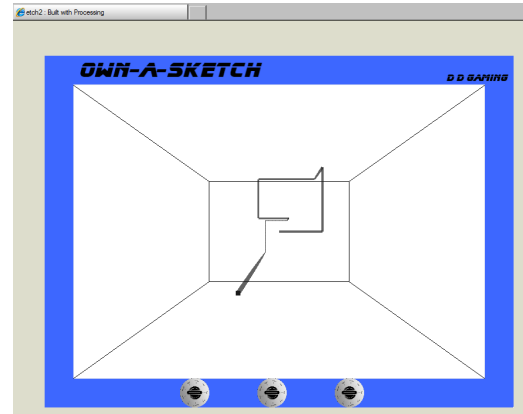 etch2 : Built with Processing
OWN-A-SKETCH
D D GAMING